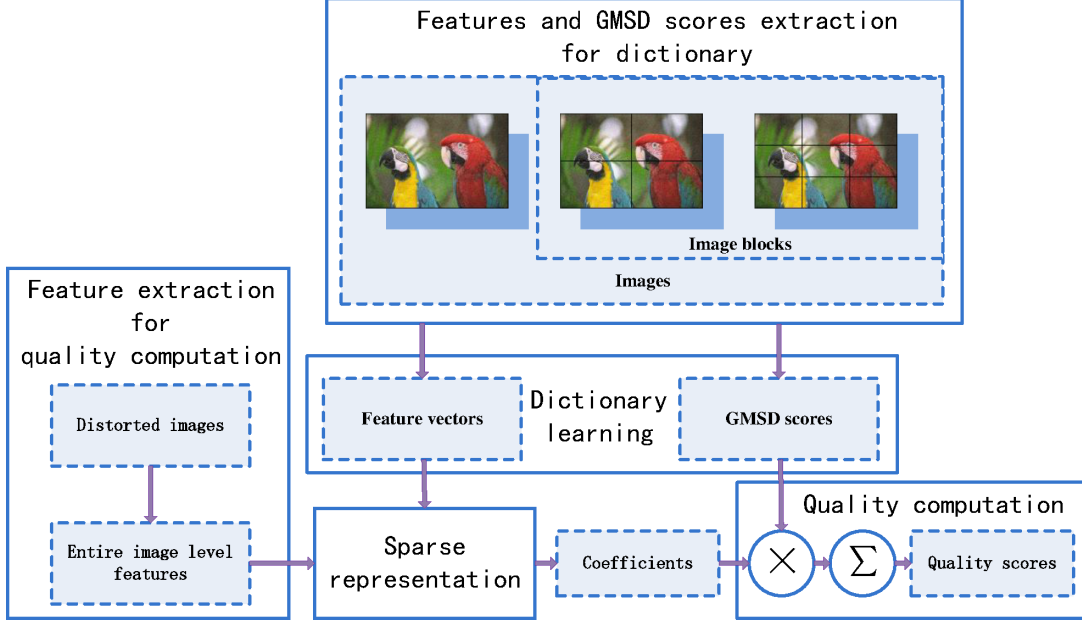 Features and GMSD scores extraction
for dictionary
Image blocks
Images
Feature extraction
for
quality computation
Distorted images
Entire image level
features
Feature vectors
Dictionary
learning
GMSD scores
Sparse
representation
Coefficients
Quality computation
×
Σ
Quality scores